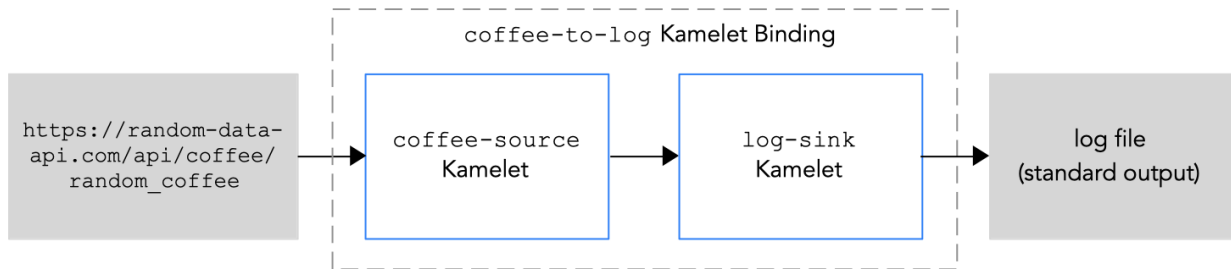 coffee-to-log Kamelet Binding
https://random-data-
api.com/api/coffee/
random_coffee
coffee-source
Kamelet
log-sink
Kamelet
log file
(standard output)